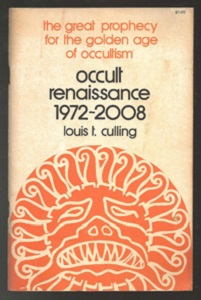 the great prophecy
for the golden age
of occultism
occult
renaissance
1972-2008
louis t. culling